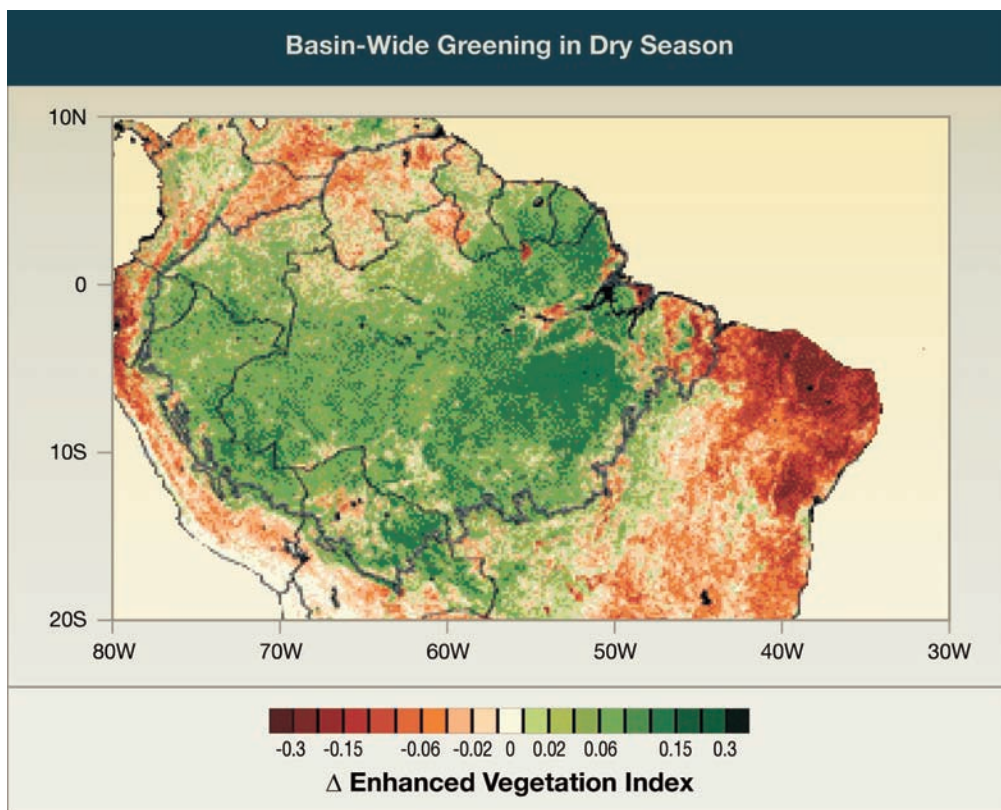 Basin-Wide Greening in Dry Season
10N
0
10S
20S
80W 70W 60W 50W 40W 30W
-0.3 -0.15 -0.06 -0.02 0 0.02 0.06 0.15 0.3
Δ Enhanced Vegetation Index